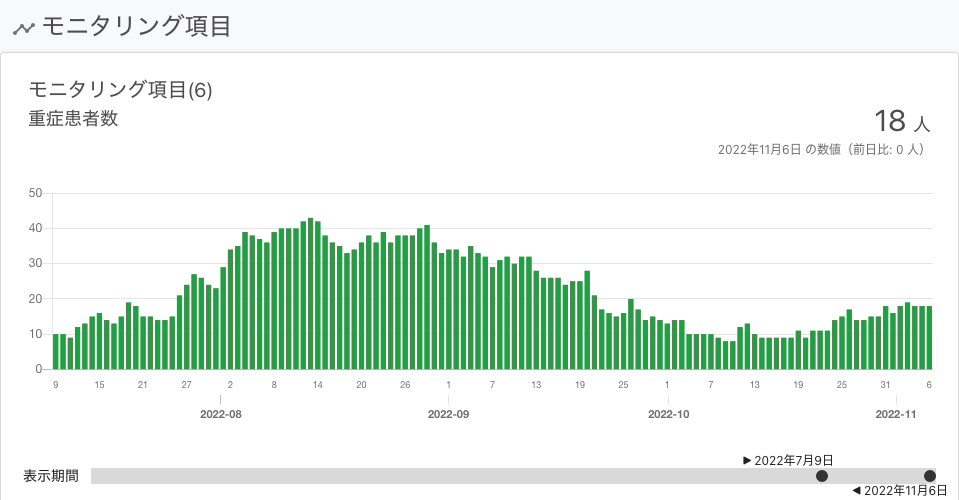 モニタリング項目
モニタリング項目(6)
重症患者数
18 人
2022年11月6日 の数値（前日比: 0 人）
50
40
30
20
10
0
9 15 21 27 2 8 14 20 26 1 7 13 19 25 1 7 13 19 25 31 6
2022-08 2022-09 2022-10 2022-11
▶ 2022年7月9日
表示期間
◀ 2022年11月6日